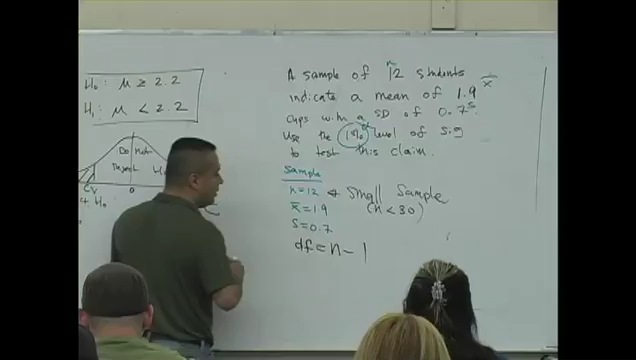 H₀: μ ≥ 2.2
H₁: μ < 2.2
Do Not
Reject H₀
CV
0
H₀
A sample of 12 students
n
indicate a mean of 1.9
x̄
cups with a SD of 0.7
s
Use the 1% level of sig
α
to test this claim.
Sample
n=12 Small Sample
(n < 30)
x̄=1.9
s=0.7
df=n-1